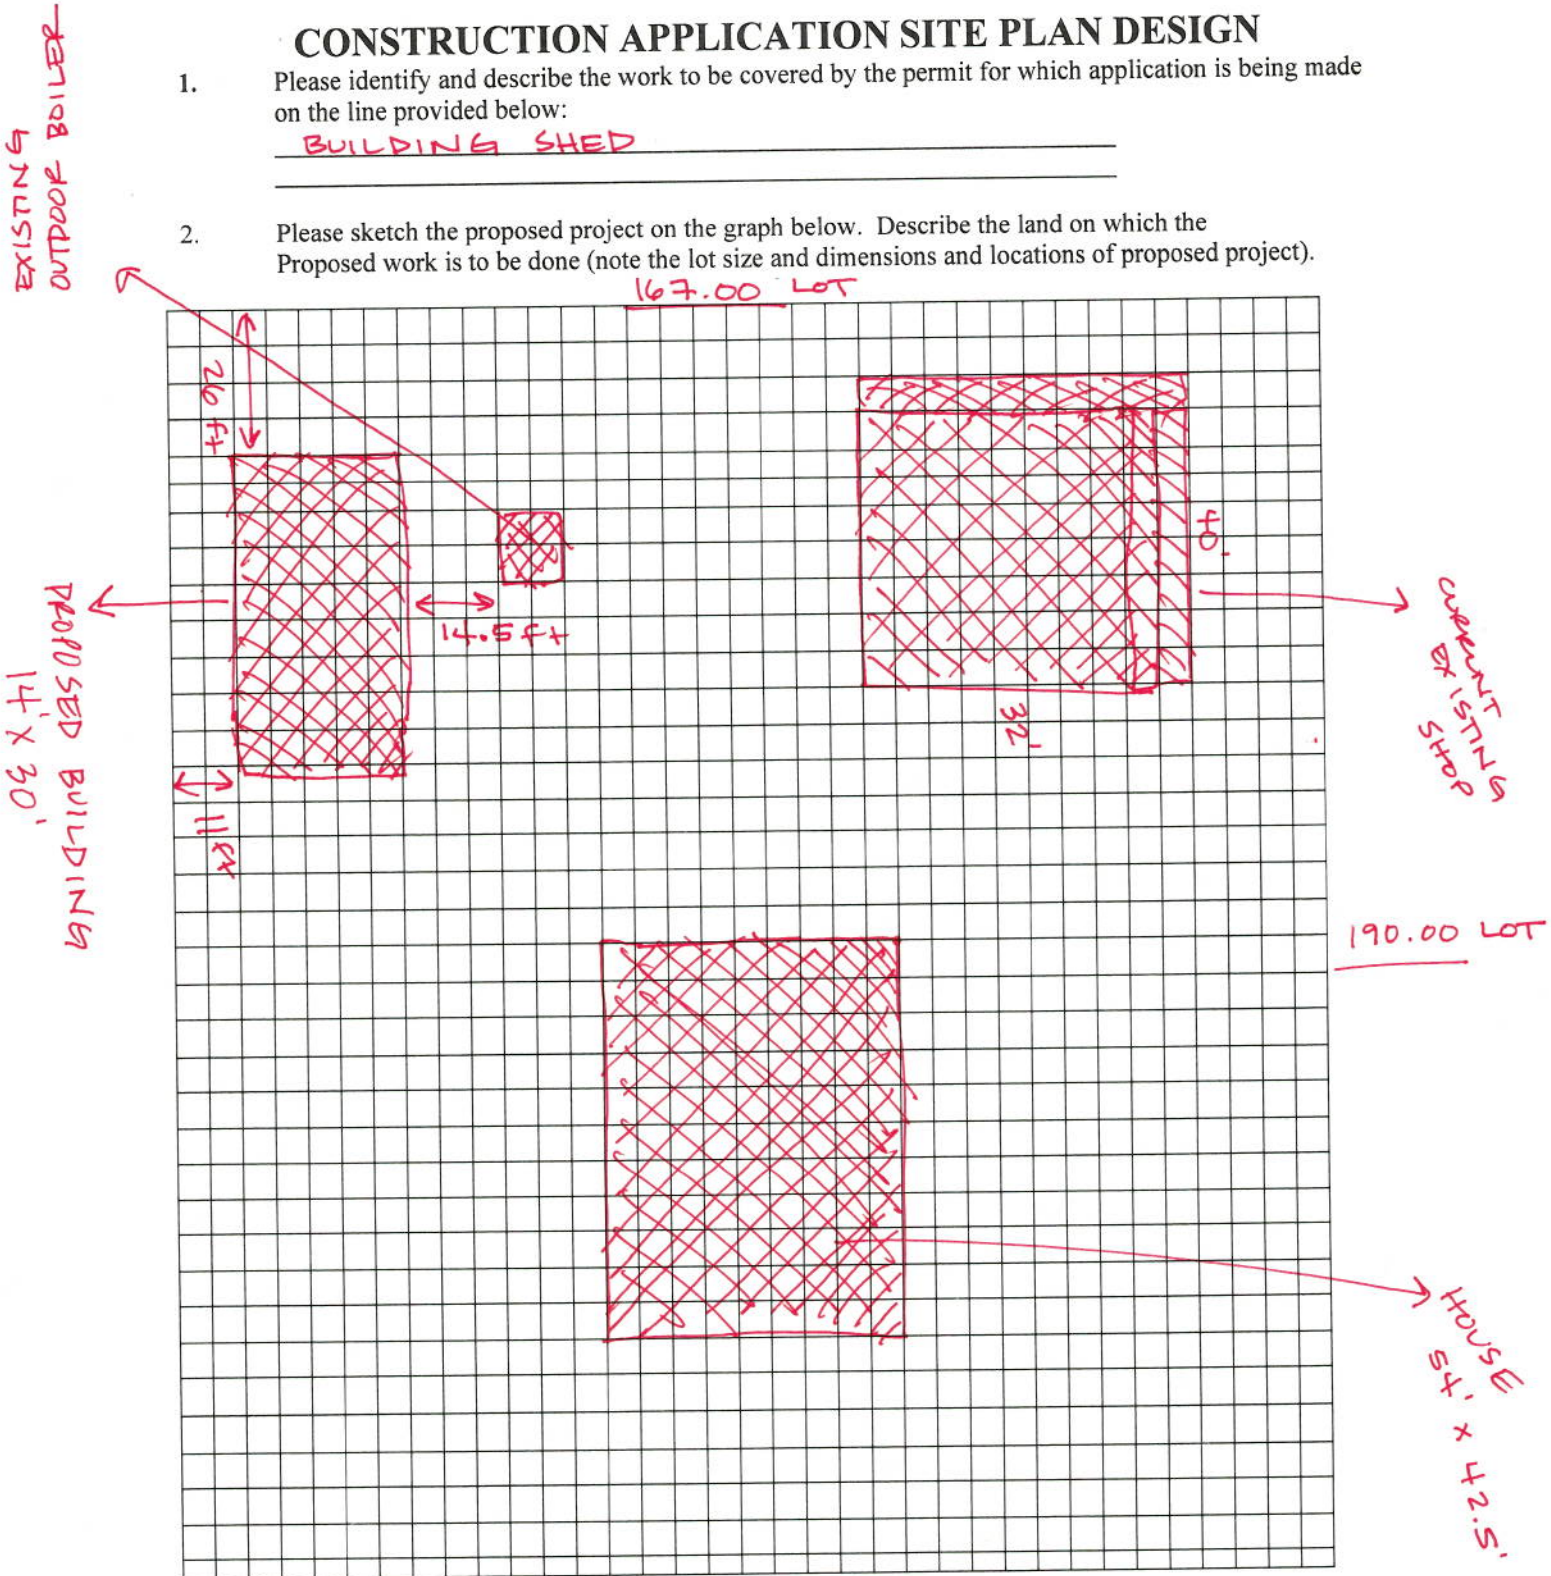 CONSTRUCTION APPLICATION SITE PLAN DESIGN
1. Please identify and describe the work to be covered by the permit for which application is being made
on the line provided below:
BUILDING SHED
2. Please sketch the proposed project on the graph below. Describe the land on which the
Proposed work is to be done (note the lot size and dimensions and locations of proposed project).
EXISTING
OUTDOOR BOILER
167.00 LOT
26 ft
14.5 ft
40'
32'
CURRENT
EXISTING
SHOP
PROPOSED BUILDING
14' x 30'
11 ft
190.00 LOT
HOUSE
54' x 42.5'